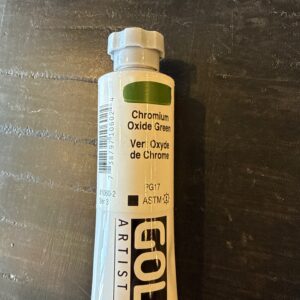 Chromium
Oxide Green
Vert Oxyde
de Chrome
PG17
ASTM I
GOL
ARTIST